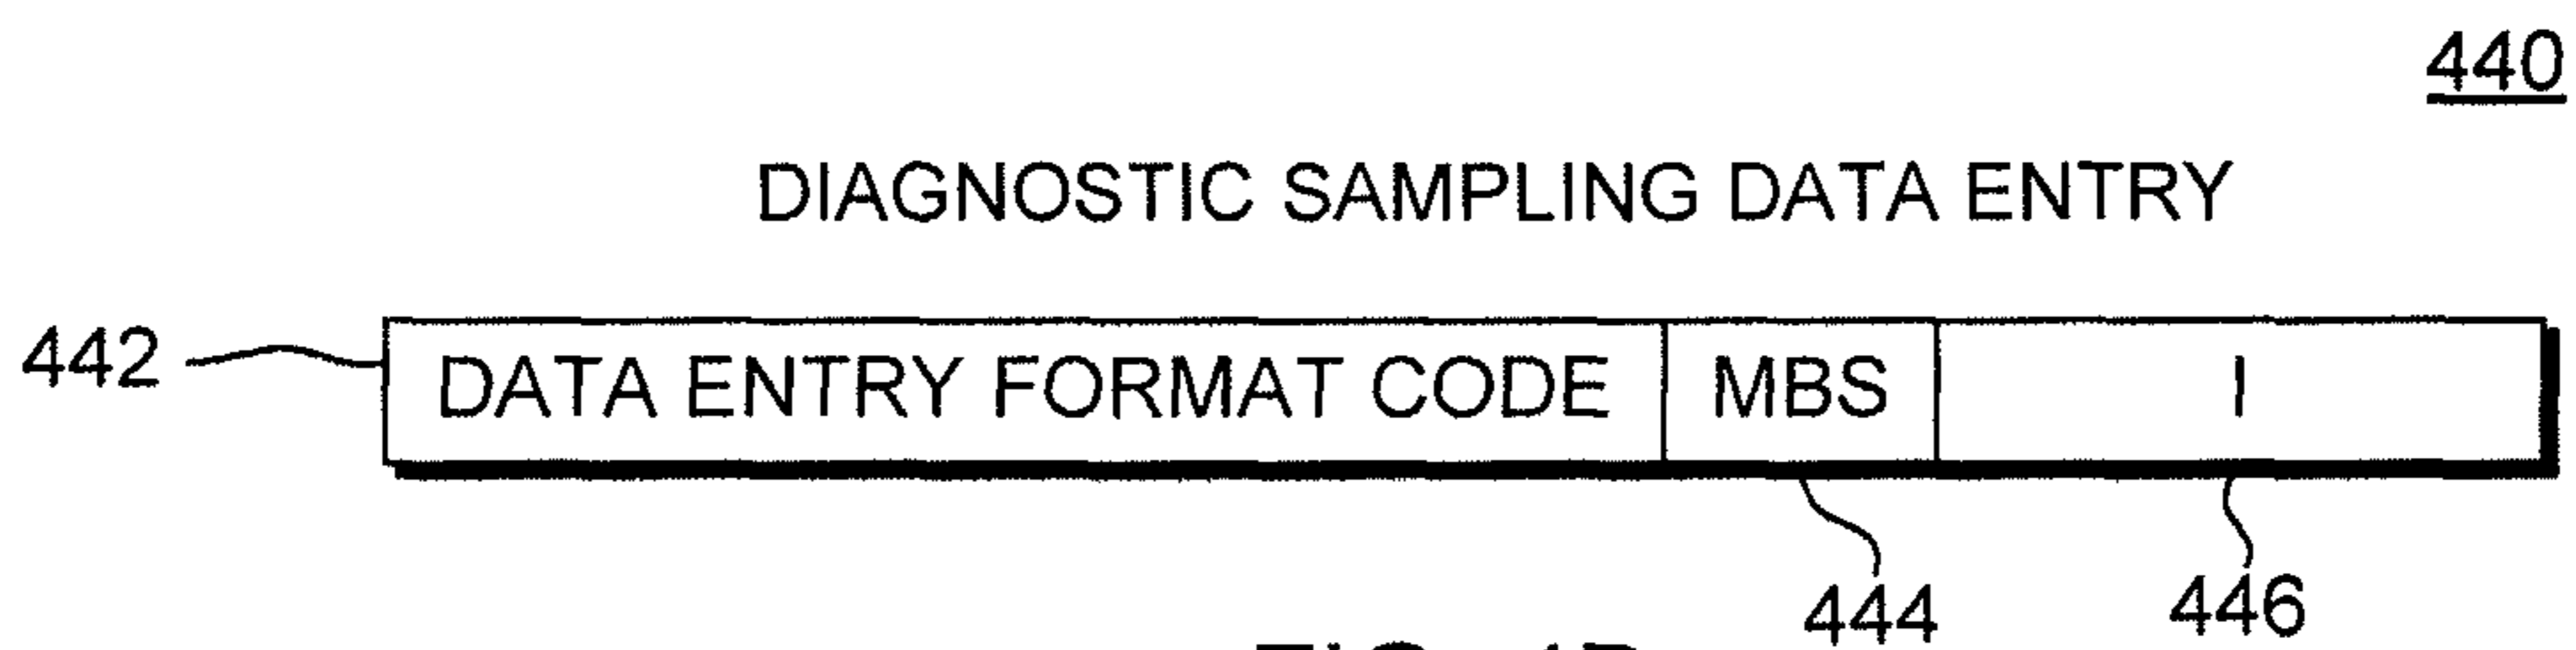 440
DIAGNOSTIC SAMPLING DATA ENTRY
442 DATA ENTRY FORMAT CODE MBS I
444 446